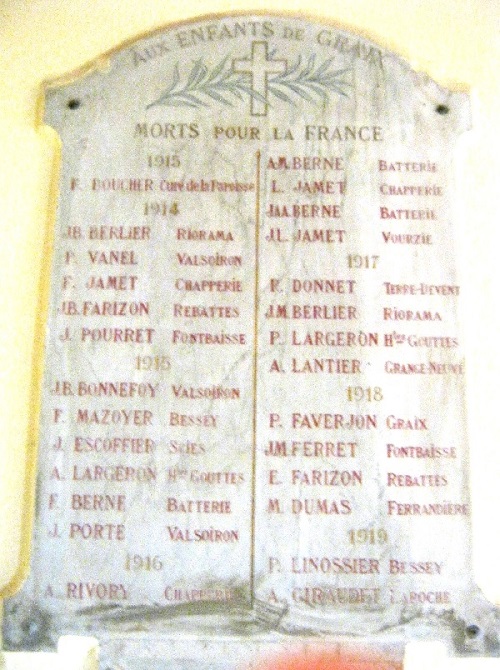 AUX ENFANTS DE GRAIX
MORTS POUR LA FRANCE
1915
F. BOUCHER Curé de la Paroisse
1914
J.B. BERLIER RIORAMA
P. VANEL VALSOIRON
F. JAMET CHAPPERIE
J.B. FARIZON REBATTES
J. POURRET FONTBAISSE
1915
J.B. BONNEFOY VALSOIRON
F. MAZOYER BESSEY
J. ESCOFFIER
A. LARGERON Htes GOUTTES
F. BERNE BATTERIE
J. PORTE VALSOIRON
1916
A. RIVORY CHAPPERIE
A.M. BERNE BATTERIE
L. JAMET CHAPPERIE
J.A.A. BERNE BATTERIE
J.L. JAMET VOURZIE
1917
R. DONNET TERRE-DEVENT
J.M. BERLIER RIORAMA
P. LARGERON Htes GOUTTES
A. LANTIER GRANGE-NEUVE
1918
P. FAVERJON GRAIX
J.M. FERRET FONTBAISSE
E. FARIZON REBATTES
M. DUMAS FERRANDIÈRE
1919
P. LINOSSIER BESSEY
A. GIRAUDET LAROCHE